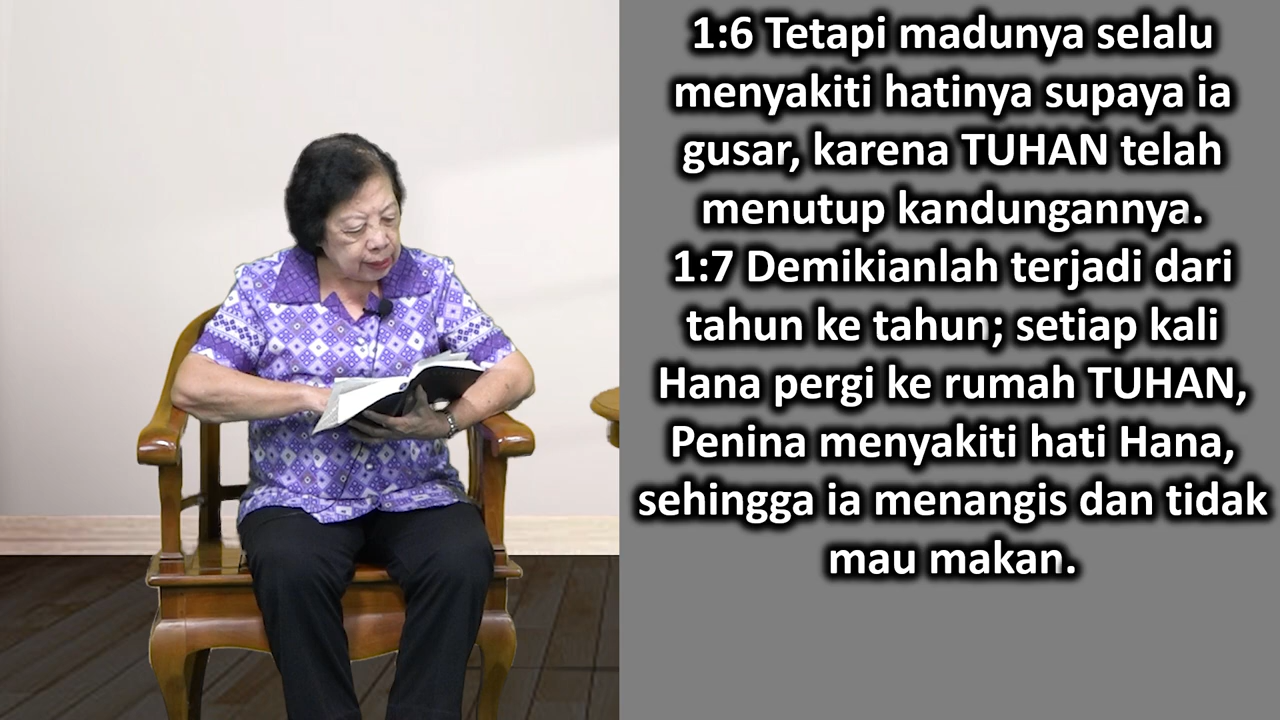 1:6 Tetapi madunya selalu
menyakiti hatinya supaya ia
gusar, karena TUHAN telah
menutup kandungannya.
1:7 Demikianlah terjadi dari
tahun ke tahun; setiap kali
Hana pergi ke rumah TUHAN,
Penina menyakiti hati Hana,
sehingga ia menangis dan tidak
mau makan.